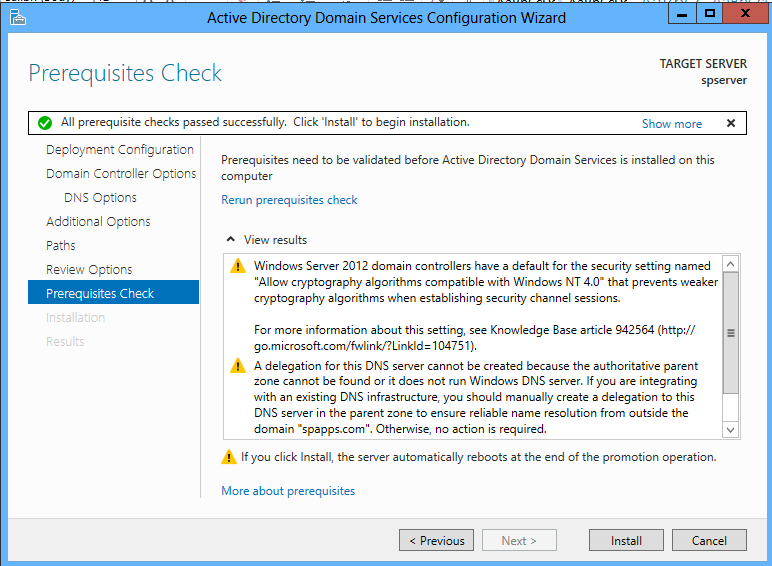 Active Directory Domain Services Configuration Wizard
Prerequisites Check
TARGET SERVER
spserver
All prerequisite checks passed successfully. Click 'Install' to begin installation.
Show more
Deployment Configuration
Domain Controller Options
DNS Options
Additional Options
Paths
Review Options
Prerequisites Check
Installation
Results
Prerequisites need to be validated before Active Directory Domain Services is installed on this
computer
Rerun prerequisites check
View results
Windows Server 2012 domain controllers have a default for the security setting named
"Allow cryptography algorithms compatible with Windows NT 4.0" that prevents weaker
cryptography algorithms when establishing security channel sessions.
For more information about this setting, see Knowledge Base article 942564 (http://
go.microsoft.com/fwlink/?LinkId=104751).
A delegation for this DNS server cannot be created because the authoritative parent
zone cannot be found or it does not run Windows DNS server. If you are integrating
with an existing DNS infrastructure, you should manually create a delegation to this
DNS server in the parent zone to ensure reliable name resolution from outside the
domain "spapps.com". Otherwise, no action is required.
If you click Install, the server automatically reboots at the end of the promotion operation.
More about prerequisites
< Previous
Next >
Install
Cancel